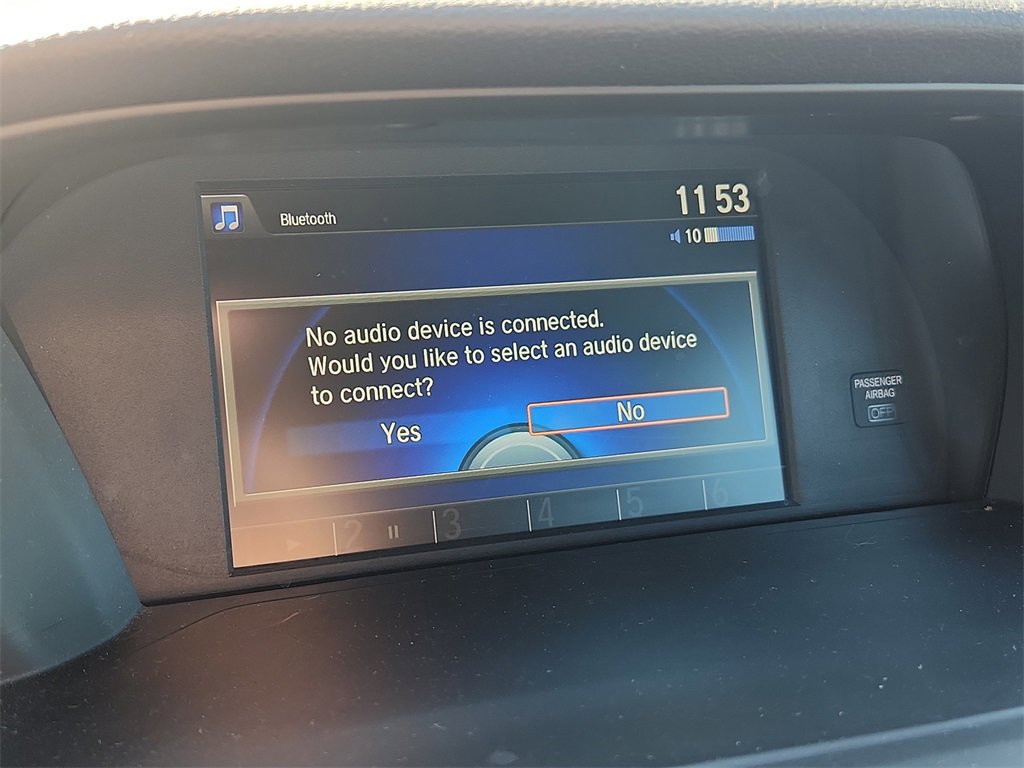 Bluetooth
11 53
10
No audio device is connected.
Would you like to select an audio device
to connect?
Yes
No
2 3 4 5 6
PASSENGER
AIRBAG
OFF